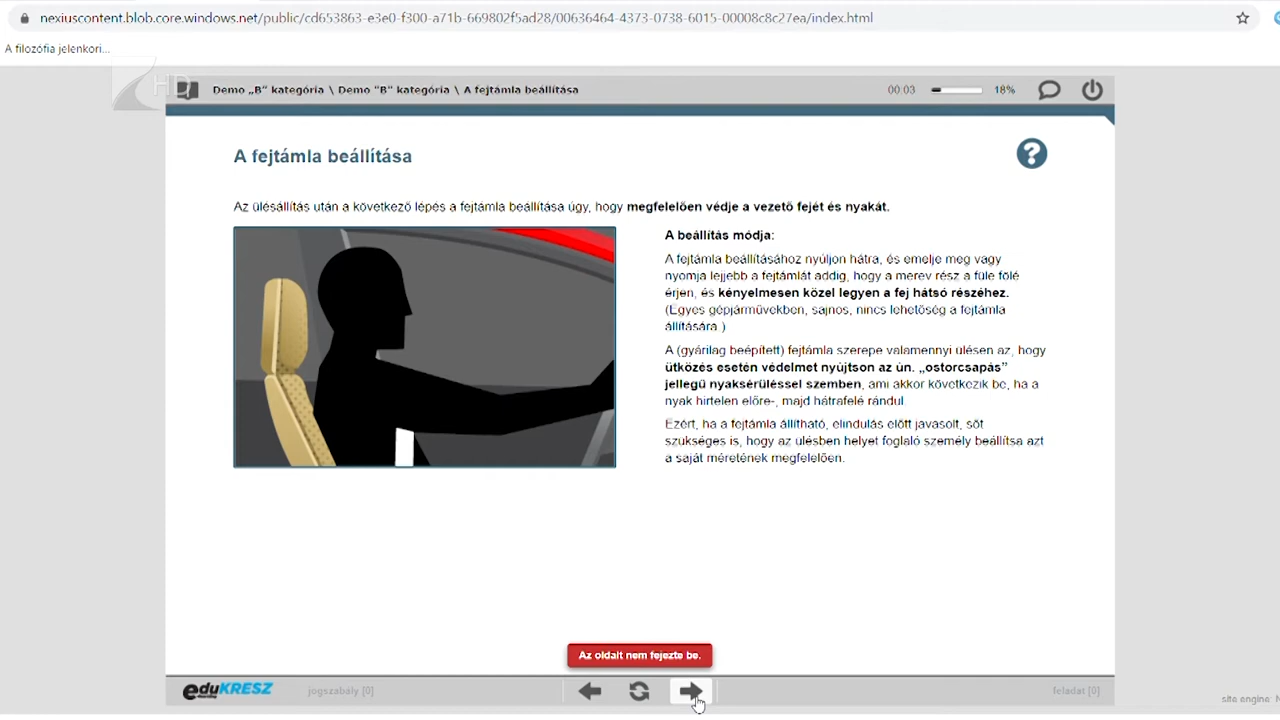 nexiuscontent.blob.core.windows.net/public/cd653863-e3e0-f300-a71b-669802f5ad28/00636464-4373-0738-6015-00008c8c27ea/index.html
A filozófia jelenkori...
HD
Demo „B” kategória \ Demo "B" kategória \ A fejtámla beállítása
00:03
18%
A fejtámla beállítása
?
Az ülésállítás után a következő lépés a fejtámla beállítása úgy, hogy megfelelően védje a vezető fejét és nyakát.
A beállítás módja:
A fejtámla beállításához nyúljon hátra, és emelje meg vagy
nyomja lejjebb a fejtámlát addig, hogy a merev rész a füle fölé
érjen, és kényelmesen közel legyen a fej hátsó részéhez.
(Egyes gépjárművekben, sajnos, nincs lehetőség a fejtámla
állítására.)
A (gyárilag beépített) fejtámla szerepe valamennyi ülésen az, hogy
ütközés esetén védelmet nyújtson az ún. „ostorcsapás”
jellegű nyaksérüléssel szemben, ami akkor következik be, ha a
nyak hirtelen előre-, majd hátrafelé rándul.
Ezért, ha a fejtámla állítható, elindulás előtt javasolt, sőt
szükséges is, hogy az ülésben helyet foglaló személy beállítsa azt
a saját méretének megfelelően.
Az oldalt nem fejezte be.
eduKRESZ
jogszabály [0]
feladat [0]
site engine: N